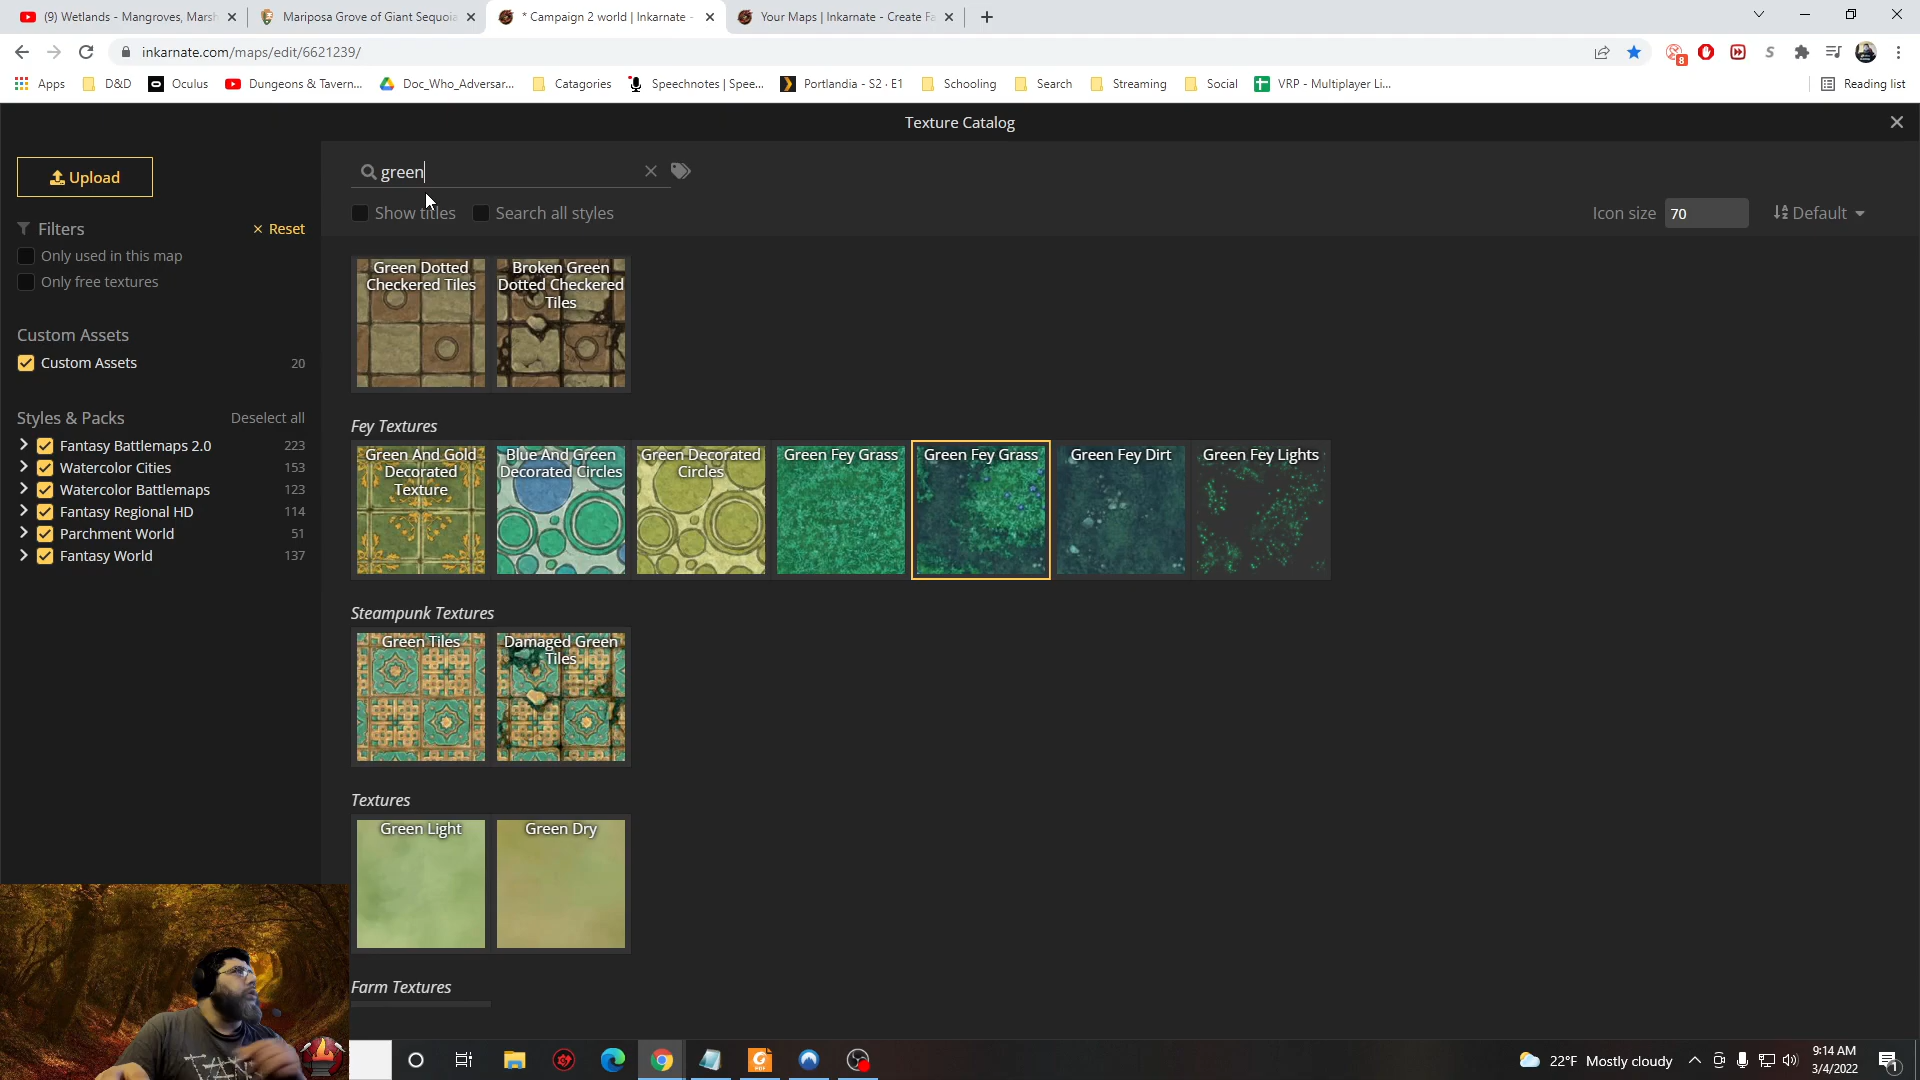 (9) Wetlands - Mangroves, Marsh
Mariposa Grove of Giant Sequoia
* Campaign 2 world | Inkarnate -
Your Maps | Inkarnate - Create Fa
inkarnate.com/maps/edit/6621239/
8
Apps
D&D
Oculus
Dungeons & Tavern...
Doc_Who_Adversar...
Catagories
Speechnotes | Spee...
Portlandia - S2 · E1
Schooling
Search
Streaming
Social
VRP - Multiplayer Li...
Reading list
Texture Catalog
Upload
green
Show titles
Search all styles
Icon size 70
Default
Filters
Reset
Only used in this map
Only free textures
Custom Assets
Custom Assets 20
Styles & Packs
Deselect all
Fantasy Battlemaps 2.0 223
Watercolor Cities 153
Watercolor Battlemaps 123
Fantasy Regional HD 114
Parchment World 51
Fantasy World 137
Green Dotted
Checkered Tiles
Broken Green
Dotted Checkered
Tiles
Fey Textures
Green And Gold
Decorated
Texture
Blue And Green
Decorated Circles
Green Decorated
Circles
Green Fey Grass
Green Fey Grass
Green Fey Dirt
Green Fey Lights
Steampunk Textures
Green Tiles
Damaged Green
Tiles
Textures
Green Light
Green Dry
Farm Textures
22°F Mostly cloudy
9:14 AM
3/4/2022
1